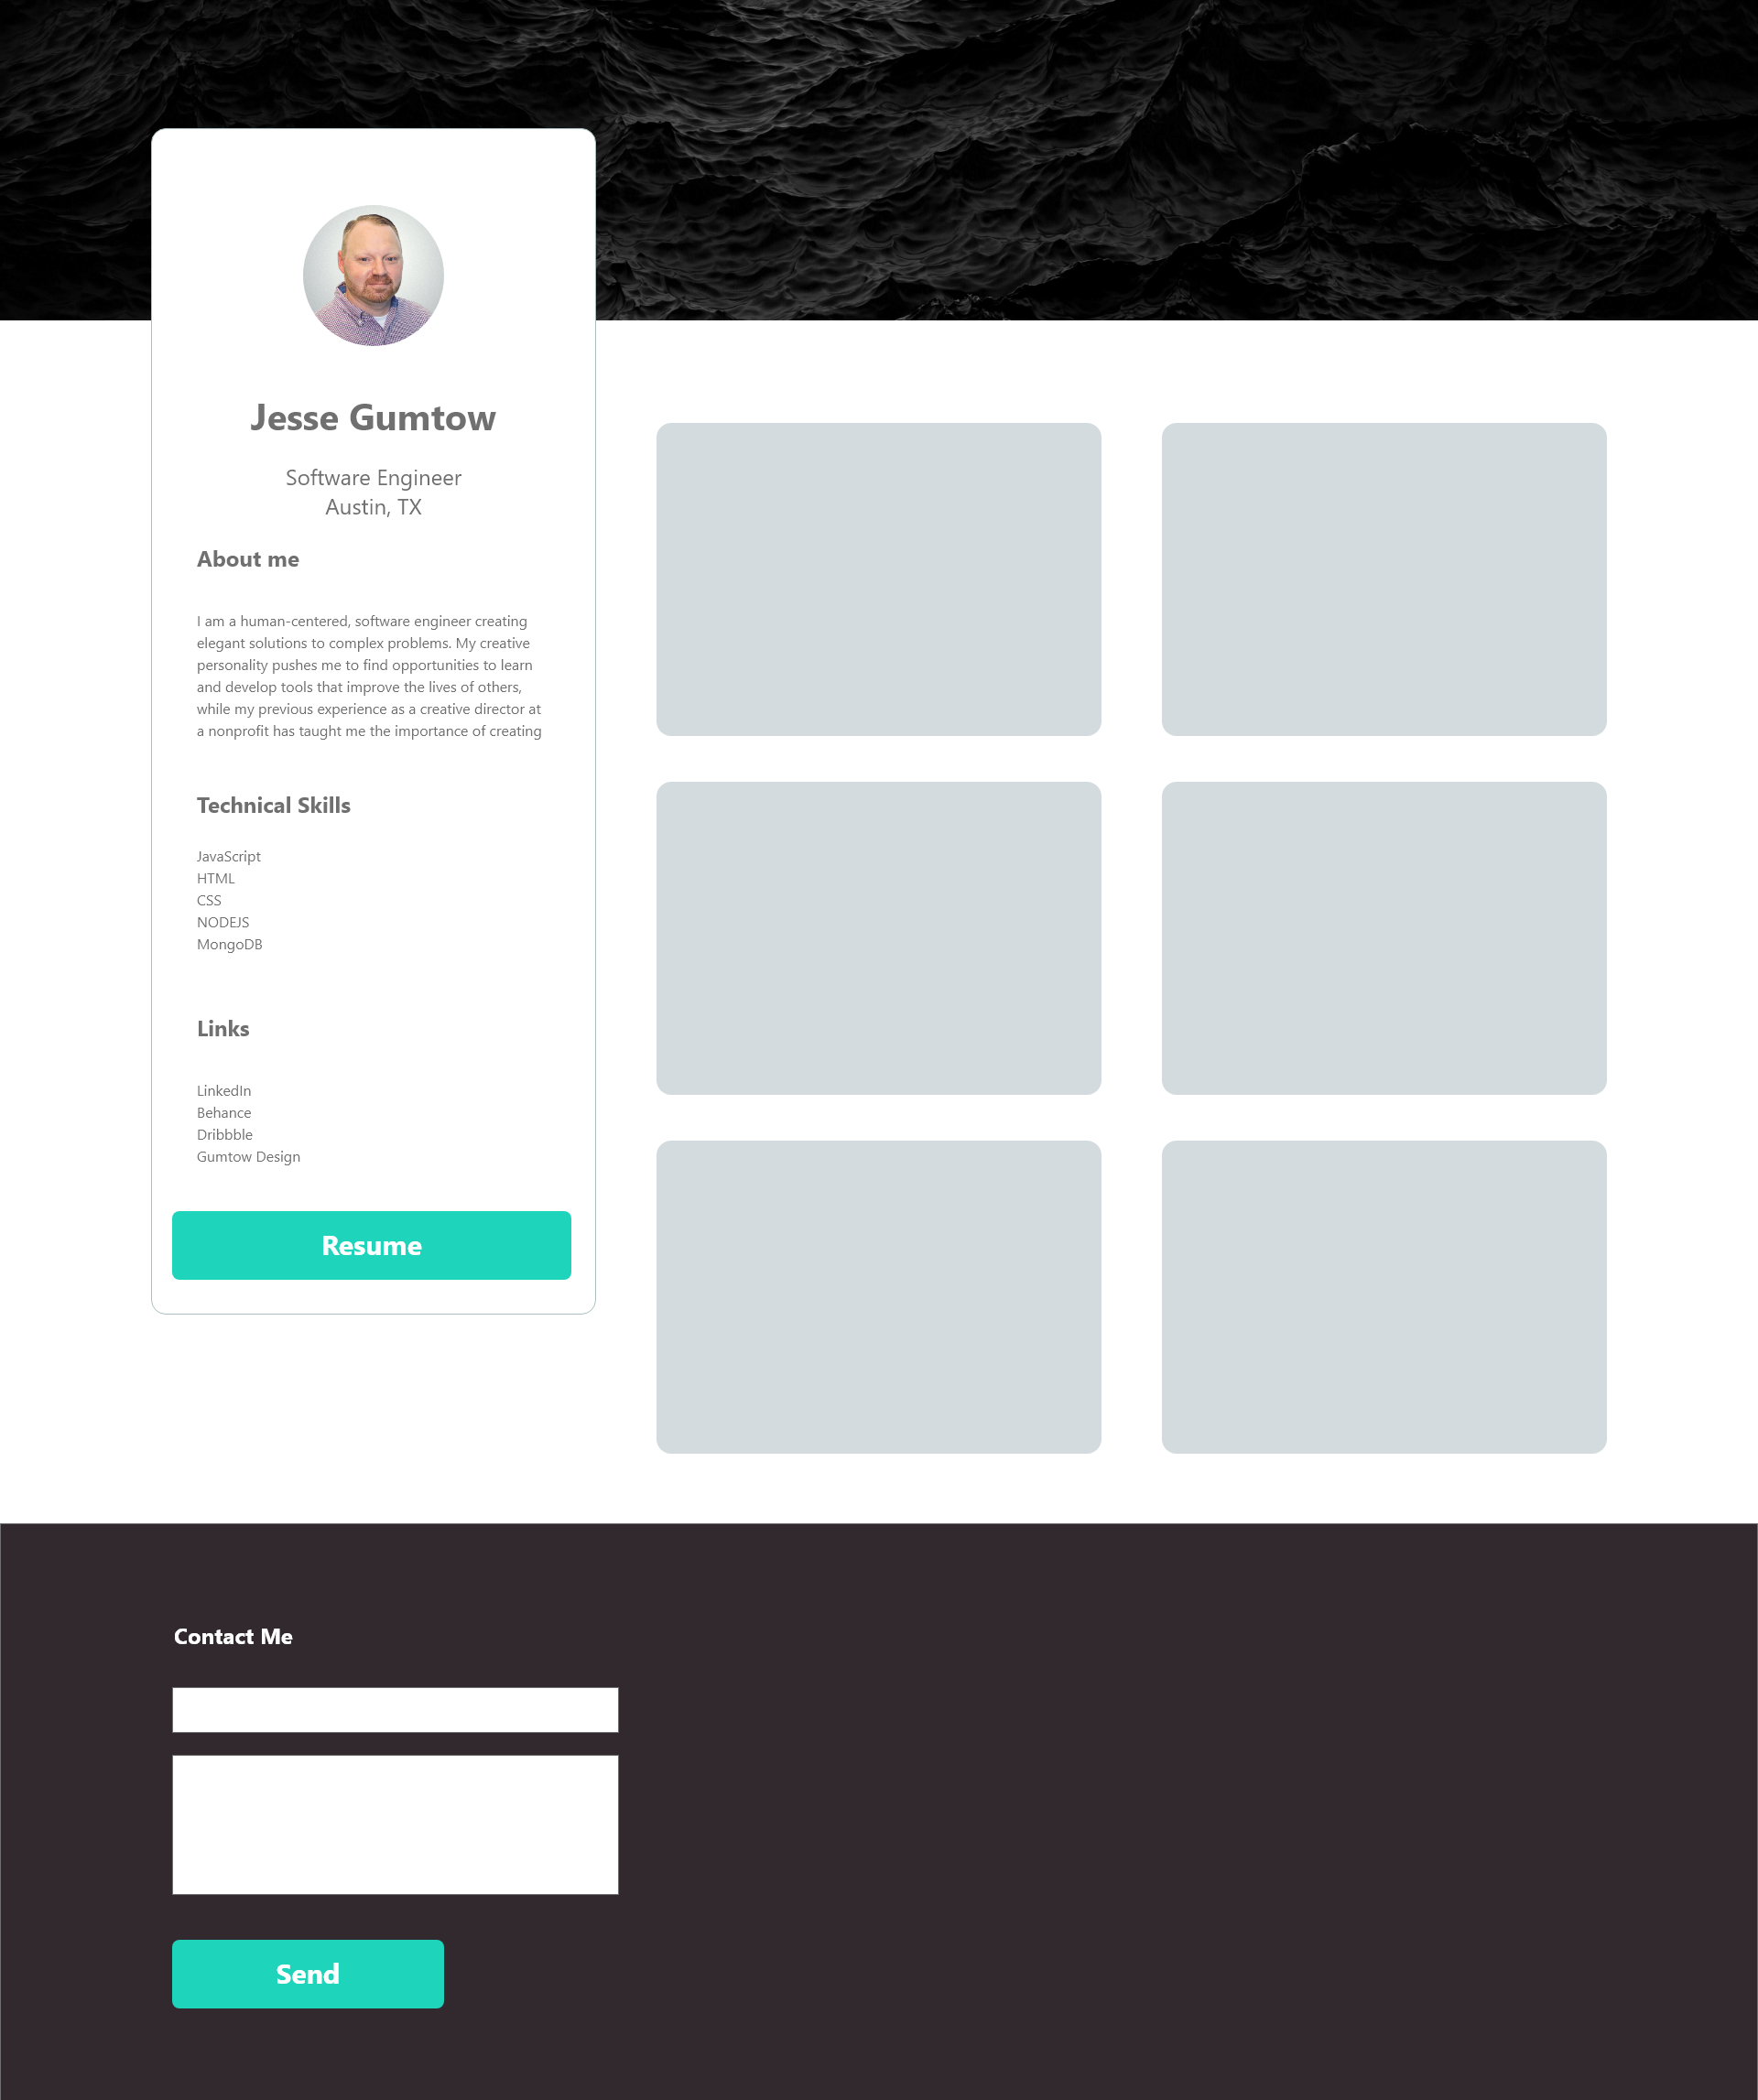 Jesse Gumtow
Software Engineer
Austin, TX
About me
I am a human-centered, software engineer creating
elegant solutions to complex problems. My creative
personality pushes me to find opportunities to learn
and develop tools that improve the lives of others,
while my previous experience as a creative director at
a nonprofit has taught me the importance of creating
Technical Skills
JavaScript
HTML
CSS
NODEJS
MongoDB
Links
LinkedIn
Behance
Dribbble
Gumtow Design
Resume
Contact Me
Send